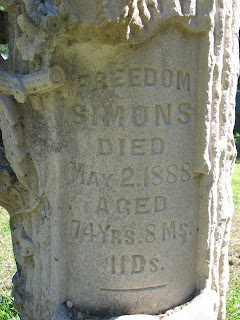 FREEDOM
SIMONS
DIED
MAY 2.1888
AGED
74 YRS. 8 MS.
11 DS.